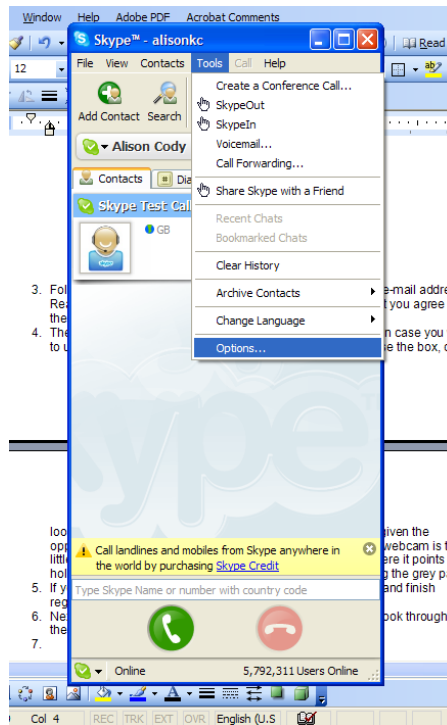 Window Help Adobe PDF Acrobat Comments
Skype™ - alisonkc
Read
12
File View Contacts Tools Call Help
Create a Conference Call...
SkypeOut
SkypeIn
Voicemail...
Call Forwarding...
Share Skype with a Friend
Recent Chats
Bookmarked Chats
Clear History
Archive Contacts
Change Language
Options...
Add Contact Search
Alison Cody
Contacts Dia
Skype Test Cal
GB
3. Fol
e-mail addre
Rea
t you agree
the
4. The
n case you
to u
e the box, c
loo
given the
opp
webcam is t
little
ere it points
hol
g the grey p
5. If y
and finish
reg
6. Ne
ook through
the
7.
Call landlines and mobiles from Skype anywhere in
the world by purchasing Skype Credit
Type Skype Name or number with country code
Online 5,792,311 Users Online
Col 4 REC TRK EXT OVR English (U.S